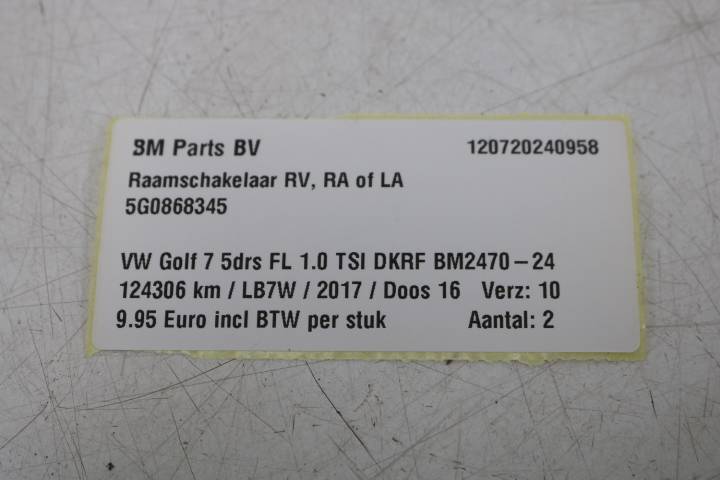 BM Parts BV 120720240958
Raamschakelaar RV, RA of LA
5G0868345
VW Golf 7 5drs FL 1.0 TSI DKRF BM2470-24
124306 km / LB7W / 2017 / Doos 16 Verz: 10
9.95 Euro incl BTW per stuk Aantal: 2